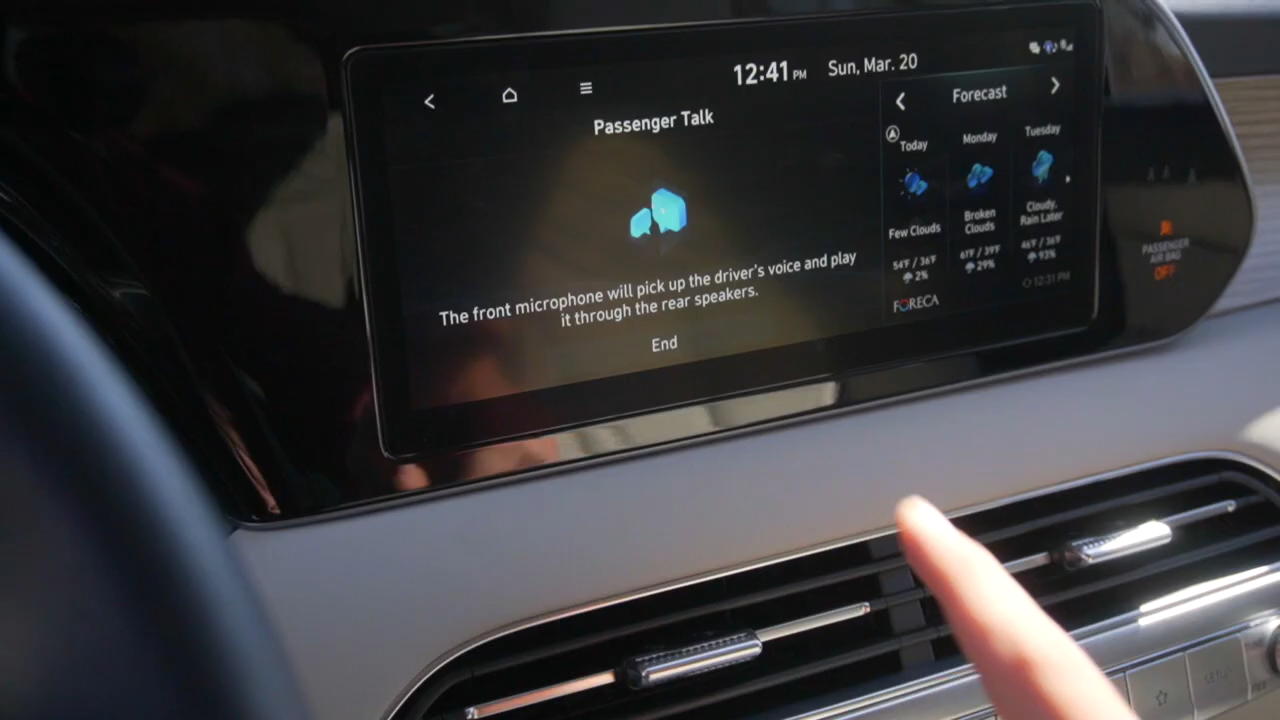 12:41 PM Sun, Mar. 20
Passenger Talk
The front microphone will pick up the driver's voice and play
it through the rear speakers.
End
Forecast
Today
Few Clouds
54°F / 36°F
2%
Monday
Broken
Clouds
61°F / 39°F
29%
Tuesday
Cloudy,
Rain Later
46°F / 36°F
93%
FORECA
12:31 PM
PASSENGER
AIR BAG
OFF
SETUP